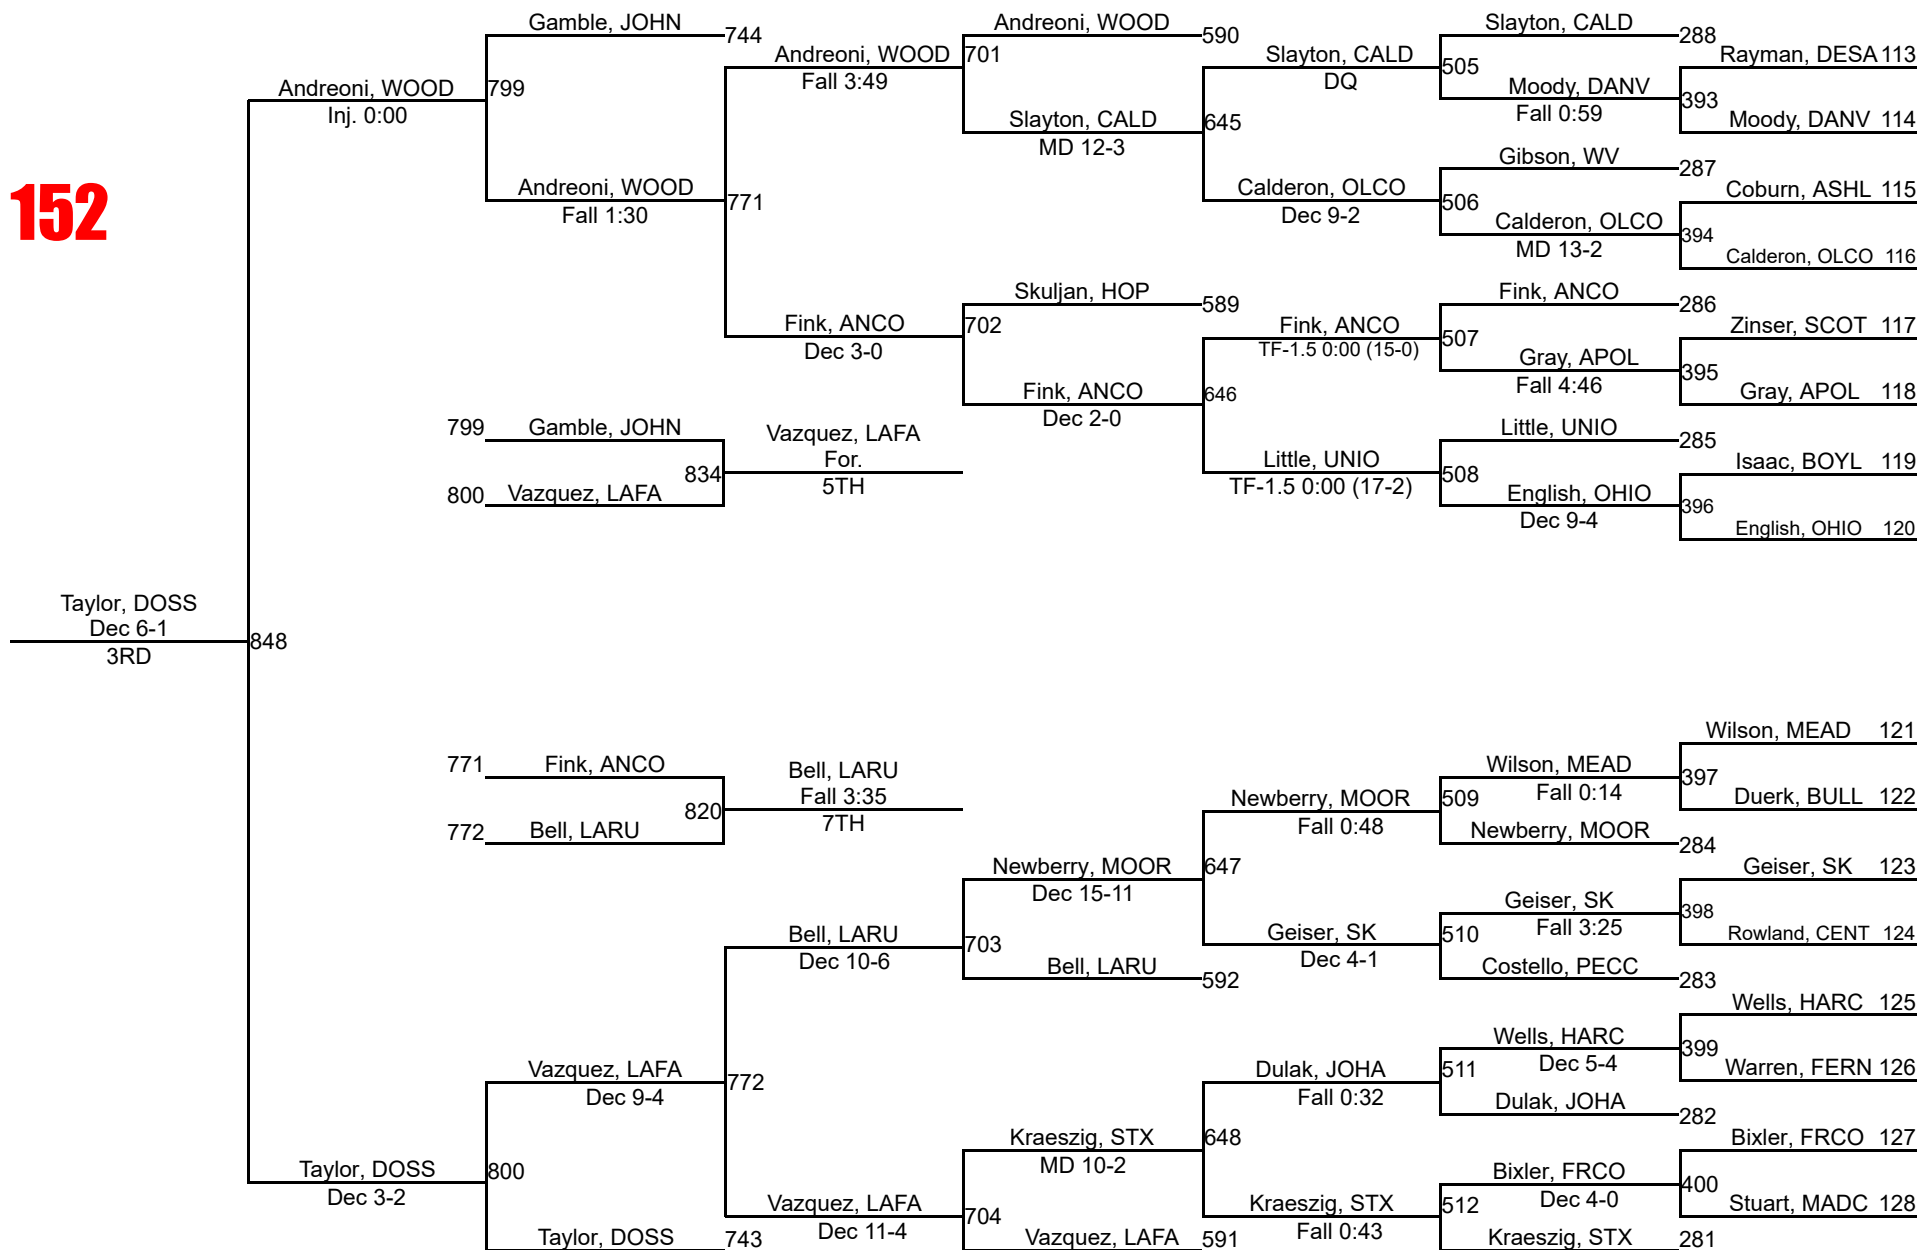 Gamble, JOHN
744
Andreoni, WOOD
590
Slayton, CALD
288
Andreoni, WOOD
Fall 3:49
701
Slayton, CALD
DQ
505
Rayman, DESA 113
Andreoni, WOOD
Inj. 0:00
799
Moody, DANV
Fall 0:59
393
Slayton, CALD
MD 12-3
645
Moody, DANV 114
152
Gibson, WV
287
Andreoni, WOOD
Fall 1:30
771
Calderon, OLCO
Dec 9-2
506
Coburn, ASHL 115
Calderon, OLCO
MD 13-2
394
Calderon, OLCO 116
Skuljan, HOP
589
Fink, ANCO
286
Fink, ANCO
Dec 3-0
702
Fink, ANCO
TF-1.5 0:00 (15-0)
507
Zinser, SCOT 117
Gray, APOL
Fall 4:46
395
Fink, ANCO
Dec 2-0
646
Gray, APOL 118
799
Gamble, JOHN
Vazquez, LAFA
For.
5TH
834
800
Vazquez, LAFA
Little, UNIO
285
Little, UNIO
TF-1.5 0:00 (17-2)
508
Isaac, BOYL 119
English, OHIO
Dec 9-4
396
English, OHIO 120
Taylor, DOSS
Dec 6-1
3RD
848
Wilson, MEAD 121
771
Fink, ANCO
Bell, LARU
Fall 3:35
7TH
820
772
Bell, LARU
Wilson, MEAD
Fall 0:14
397
Newberry, MOOR
Fall 0:48
509
Duerk, BULL 122
Newberry, MOOR
284
Newberry, MOOR
Dec 15-11
647
Geiser, SK 123
Geiser, SK
Fall 3:25
398
Bell, LARU
Dec 10-6
703
Geiser, SK
Dec 4-1
510
Rowland, CENT 124
Bell, LARU
592
Costello, PECC
283
Wells, HARC 125
Wells, HARC
Dec 5-4
399
Vazquez, LAFA
Dec 9-4
772
Dulak, JOHA
Fall 0:32
511
Warren, FERN 126
Dulak, JOHA
282
Kraeszig, STX
MD 10-2
648
Bixler, FRCO 127
Taylor, DOSS
Dec 3-2
800
Bixler, FRCO
Dec 4-0
400
Vazquez, LAFA
Dec 11-4
704
Kraeszig, STX
Fall 0:43
512
Stuart, MADC 128
Taylor, DOSS
743
Vazquez, LAFA
591
Kraeszig, STX
281